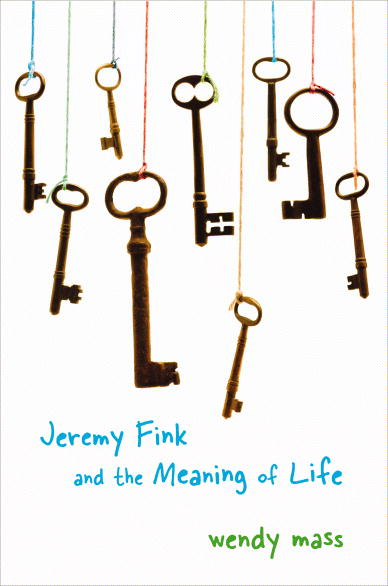 Jeremy Fink
and the Meaning of Life
wendy mass